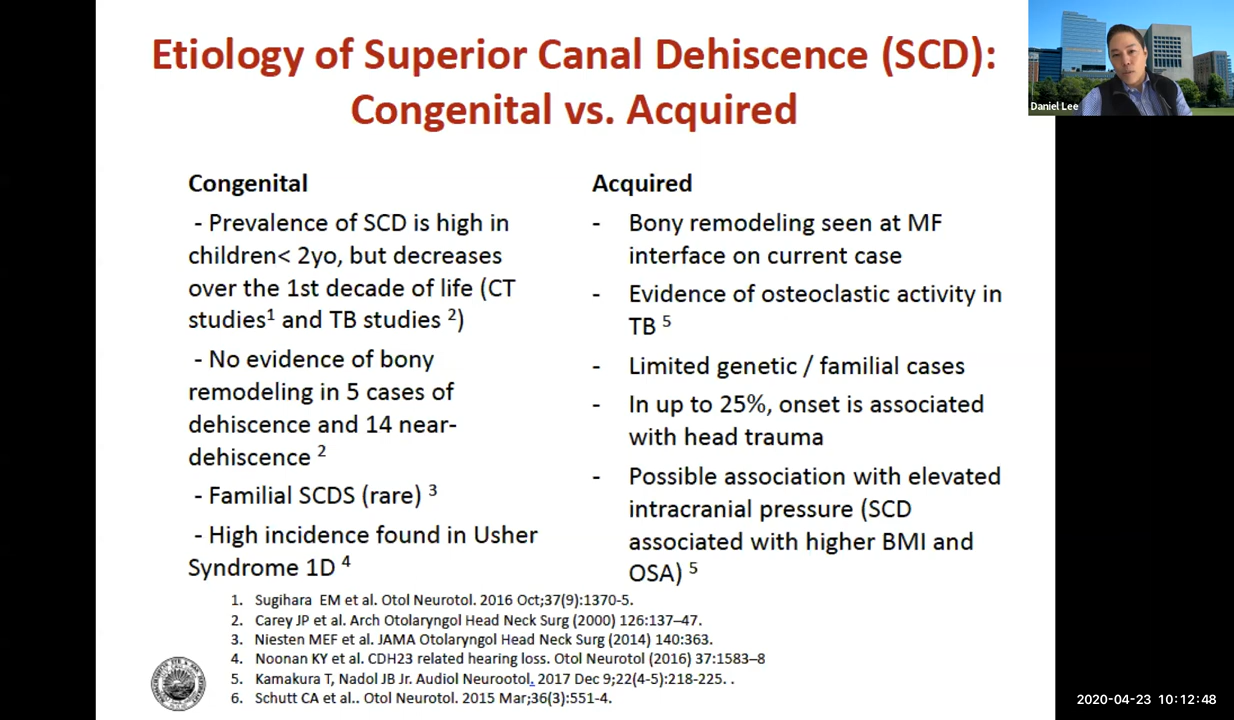 Etiology of Superior Canal Dehiscence (SCD):
Congenital vs. Acquired
Daniel Lee
Congenital
- Prevalence of SCD is high in
children< 2yo, but decreases
over the 1st decade of life (CT
studies1 and TB studies 2)
- No evidence of bony
remodeling in 5 cases of
dehiscence and 14 near-
dehiscence 2
- Familial SCDS (rare) 3
- High incidence found in Usher
Syndrome 1D 4
Acquired
- Bony remodeling seen at MF
interface on current case
- Evidence of osteoclastic activity in
TB 5
- Limited genetic / familial cases
- In up to 25%, onset is associated
with head trauma
- Possible association with elevated
intracranial pressure (SCD
associated with higher BMI and
OSA) 5
1. Sugihara EM et al. Otol Neurotol. 2016 Oct;37(9):1370-5.
2. Carey JP et al. Arch Otolaryngol Head Neck Surg (2000) 126:137–47.
3. Niesten MEF et al. JAMA Otolaryngol Head Neck Surg (2014) 140:363.
4. Noonan KY et al. CDH23 related hearing loss. Otol Neurotol (2016) 37:1583–8
5. Kamakura T, Nadol JB Jr. Audiol Neurootol. 2017 Dec 9;22(4-5):218-225. .
6. Schutt CA et al.. Otol Neurotol. 2015 Mar;36(3):551-4.
2020-04-23 10:12:48